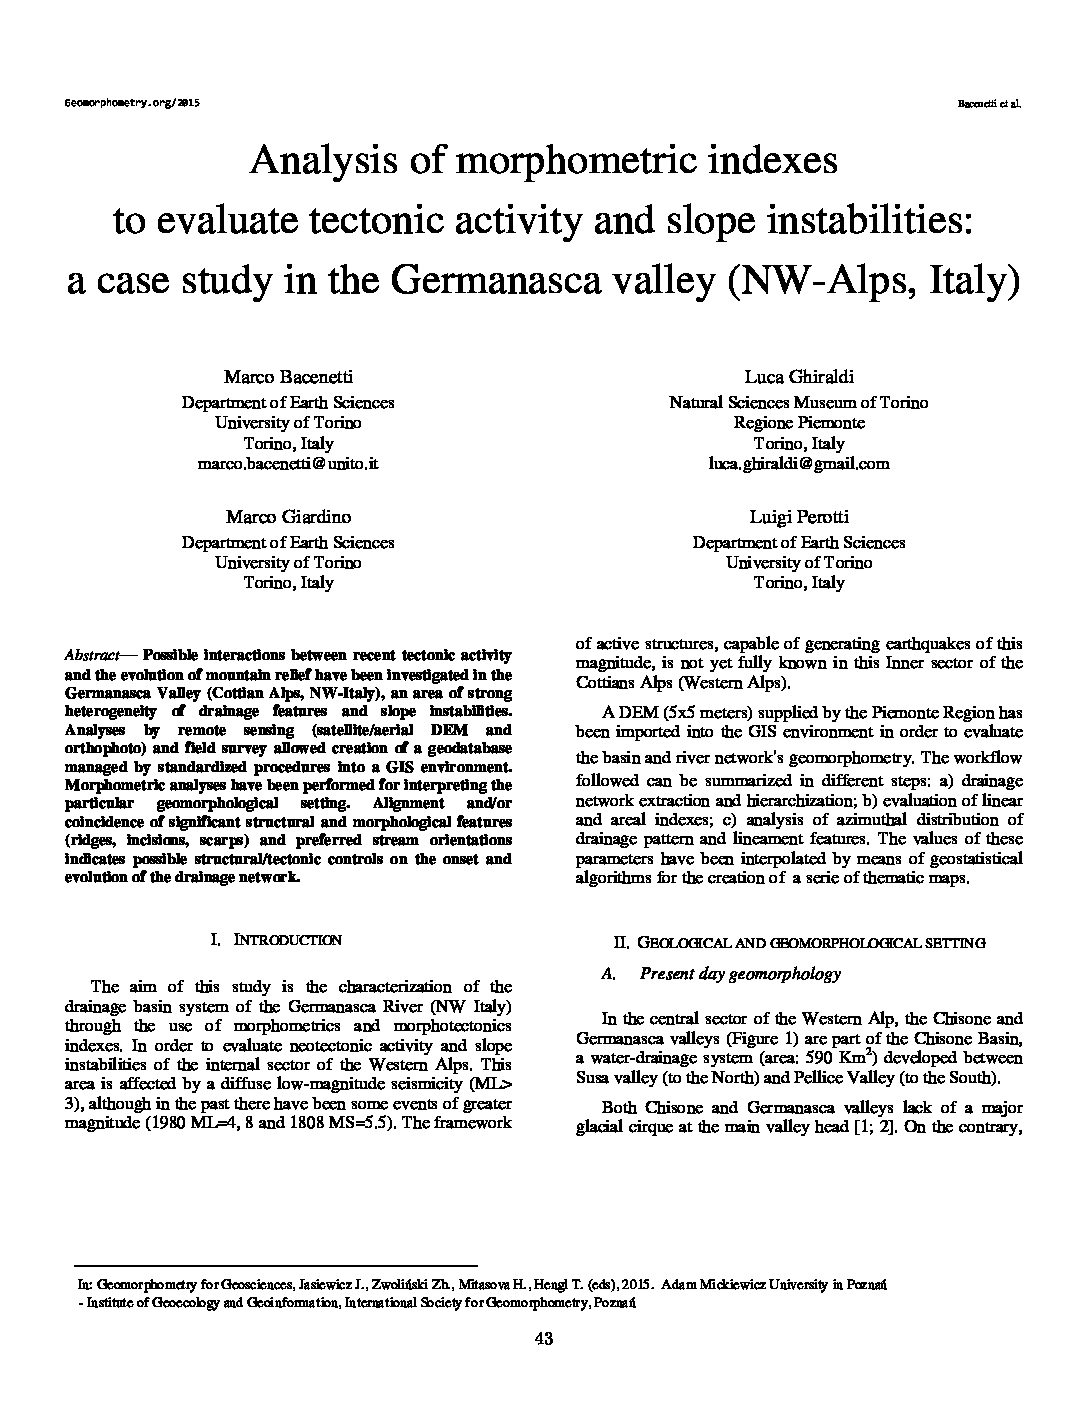 Geomorphometry.org/2015
Bacenetti et al.
Analysis of morphometric indexes
to evaluate tectonic activity and slope instabilities:
a case study in the Germanasca valley (NW-Alps, Italy)
Marco Bacenetti
Department of Earth Sciences
University of Torino
Torino, Italy
marco.bacenetti@unito.it
Luca Ghiraldi
Natural Sciences Museum of Torino
Regione Piemonte
Torino, Italy
luca.ghiraldi@gmail.com
Marco Giardino
Department of Earth Sciences
University of Torino
Torino, Italy
Luigi Perotti
Department of Earth Sciences
University of Torino
Torino, Italy
Abstract— Possible interactions between recent tectonic activity
and the evolution of mountain relief have been investigated in the
Germanasca Valley (Cottian Alps, NW-Italy), an area of strong
heterogeneity of drainage features and slope instabilities.
Analyses by remote sensing (satellite/aerial DEM and
orthophoto) and field survey allowed creation of a geodatabase
managed by standardized procedures into a GIS environment.
Morphometric analyses have been performed for interpreting the
particular geomorphological setting. Alignment and/or
coincidence of significant structural and morphological features
(ridges, incisions, scarps) and preferred stream orientations
indicates possible structural/tectonic controls on the onset and
evolution of the drainage network.
I. INTRODUCTION
The aim of this study is the characterization of the
drainage basin system of the Germanasca River (NW Italy)
through the use of morphometrics and morphotectonics
indexes. In order to evaluate neotectonic activity and slope
instabilities of the internal sector of the Western Alps. This
area is affected by a diffuse low-magnitude seismicity (ML>
3), although in the past there have been some events of greater
magnitude (1980 ML=4, 8 and 1808 MS=5.5). The framework
of active structures, capable of generating earthquakes of this
magnitude, is not yet fully known in this Inner sector of the
Cottians Alps (Western Alps).
A DEM (5x5 meters) supplied by the Piemonte Region has
been imported into the GIS environment in order to evaluate
the basin and river network's geomorphometry. The workflow
followed can be summarized in different steps: a) drainage
network extraction and hierarchization; b) evaluation of linear
and areal indexes; c) analysis of azimuthal distribution of
drainage pattern and lineament features. The values of these
parameters have been interpolated by means of geostatistical
algorithms for the creation of a serie of thematic maps.
II. GEOLOGICAL AND GEOMORPHOLOGICAL SETTING
A. Present day geomorphology
In the central sector of the Western Alp, the Chisone and
Germanasca valleys (Figure 1) are part of the Chisone Basin,
a water-drainage system (area: 590 Km²) developed between
Susa valley (to the North) and Pellice Valley (to the South).
Both Chisone and Germanasca valleys lack of a major
glacial cirque at the main valley head [1; 2]. On the contrary,
In: Geomorphometry for Geosciences, Jasiewicz J., Zwoliński Zb., Mitasova H., Hengl T. (eds), 2015. Adam Mickiewicz University in Poznań
- Institute of Geoecology and Geoinformation, International Society for Geomorphometry, Poznań
43